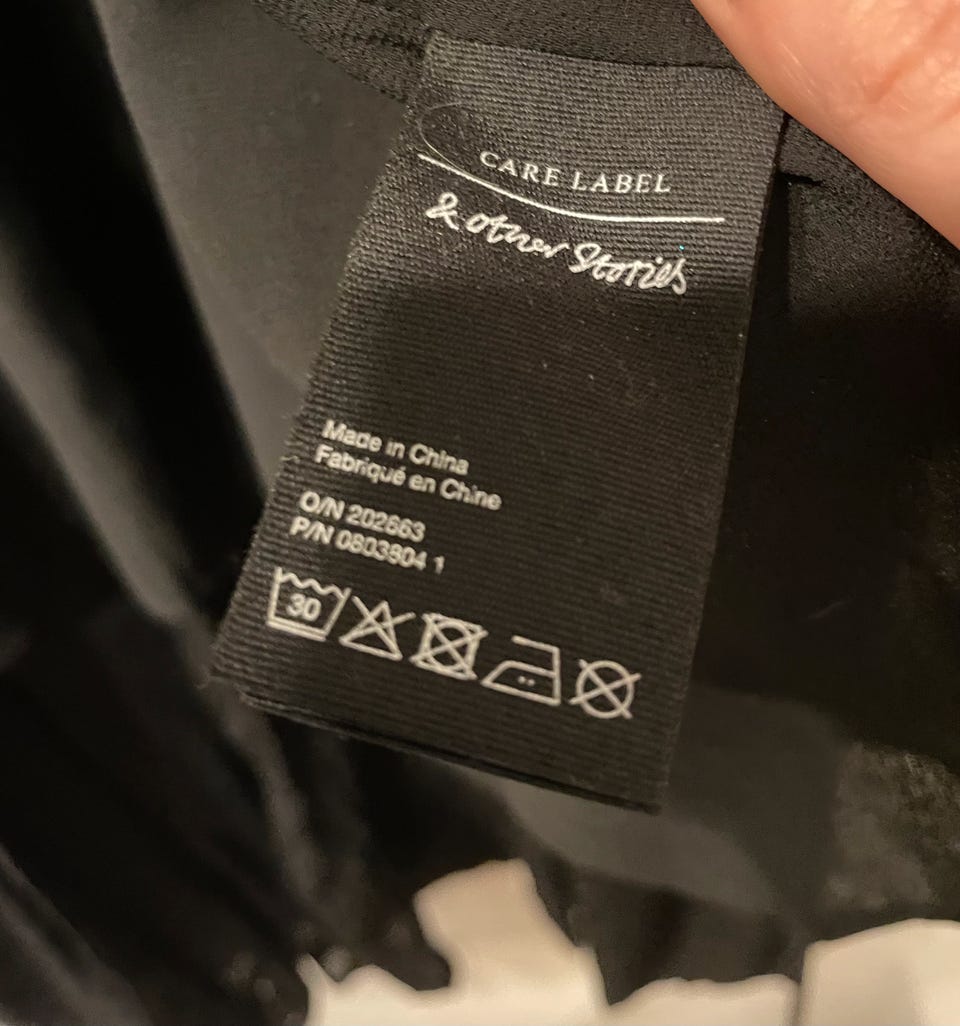 CARE LABEL
& other Stories
Made in China
Fabriqué en Chine
O/N 202663
P/N 0803804 1
30